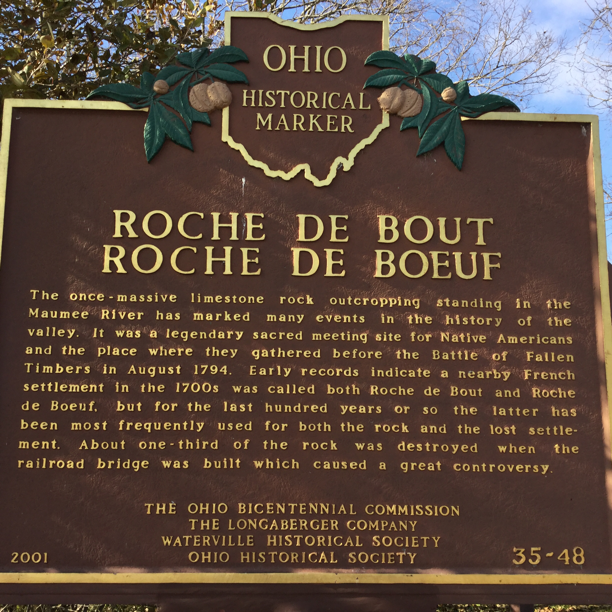 OHIO
HISTORICAL
MARKER
ROCHE DE BOUT
ROCHE DE BOEUF
The once-massive limestone rock outcropping standing in the
Maumee River has marked many events in the history of the
valley. It was a legendary sacred meeting site for Native Americans
and the place where they gathered before the Battle of Fallen
Timbers in August 1794. Early records indicate a nearby French
settlement in the 1700s was called both Roche de Bout and Roche
de Boeuf, but for the last hundred years or so the latter has
been most frequently used for both the rock and the lost settle-
ment. About one-third of the rock was destroyed when the
railroad bridge was built which caused a great controversy.
THE OHIO BICENTENNIAL COMMISSION
THE LONGABERGER COMPANY
WATERVILLE HISTORICAL SOCIETY
OHIO HISTORICAL SOCIETY
2001
35-48